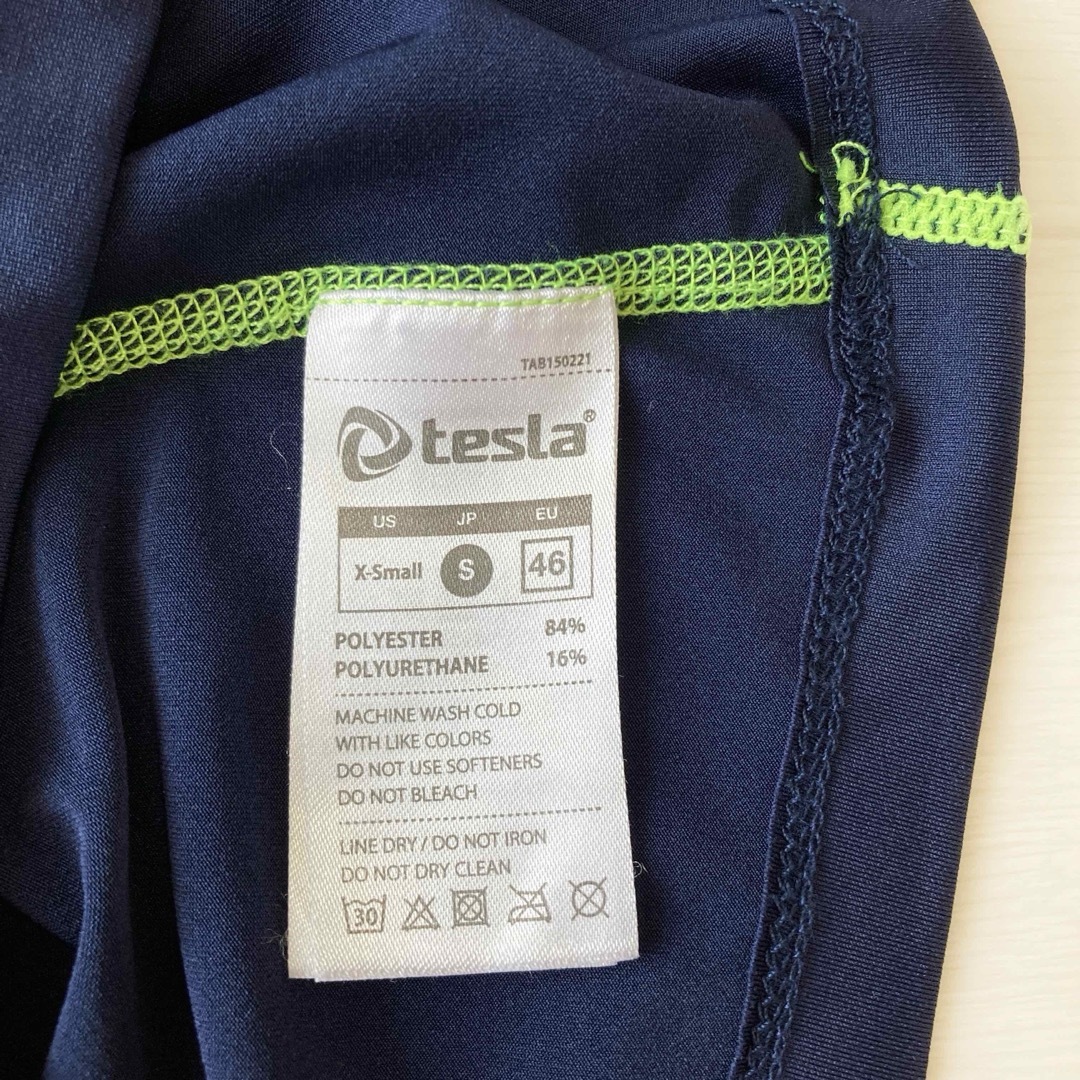 TAB150221
tesla®
US JP EU
X-Small S 46
POLYESTER 84%
POLYURETHANE 16%
MACHINE WASH COLD
WITH LIKE COLORS
DO NOT USE SOFTENERS
DO NOT BLEACH
LINE DRY / DO NOT IRON
DO NOT DRY CLEAN
30